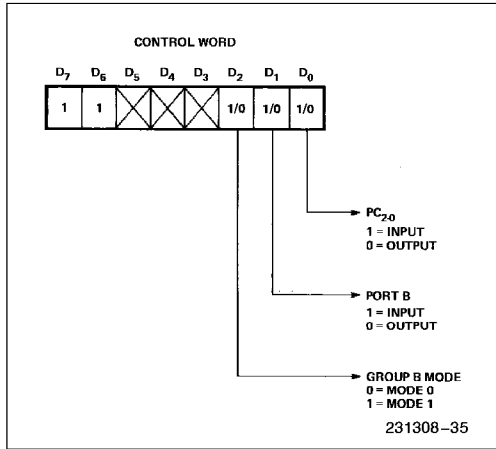 CONTROL WORD
D7 D6 D5 D4 D3 D2 D1 D0
1 1 1/0 1/0 1/0
PC2-0
1 = INPUT
0 = OUTPUT
PORT B
1 = INPUT
0 = OUTPUT
GROUP B MODE
0 = MODE 0
1 = MODE 1
231308–35